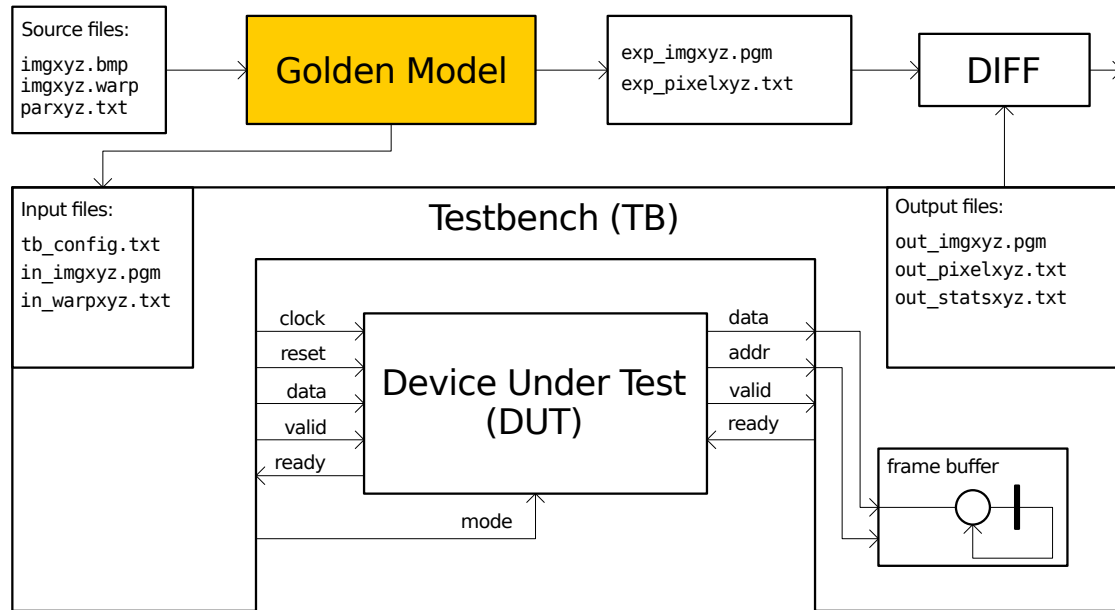 Source files:
imgxyz.bmp
imgxyz.warp
parxyz.txt
Golden Model
exp_imgxyz.pgm
exp_pixelxyz.txt
DIFF
Input files:
tb_config.txt
in_imgxyz.pgm
in_warpxyz.txt
Testbench (TB)
Output files:
out_imgxyz.pgm
out_pixelxyz.txt
out_statsxyz.txt
clock
reset
data
valid
ready
mode
Device Under Test
(DUT)
data
addr
valid
ready
frame buffer